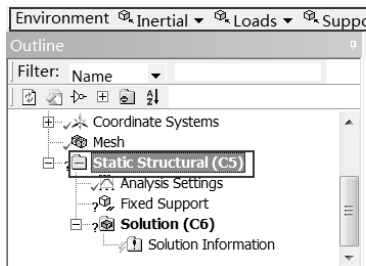 Environment Inertial Loads Suppo
Outline
Filter: Name
Coordinate Systems
Mesh
Static Structural (C5)
Analysis Settings
Fixed Support
Solution (C6)
Solution Information